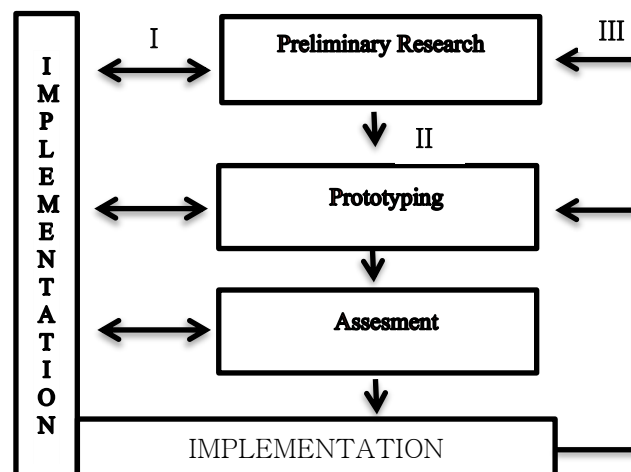 I
III
Preliminary Research
IMPLEMENTATION
II
Prototyping
Assesment
IMPLEMENTATION